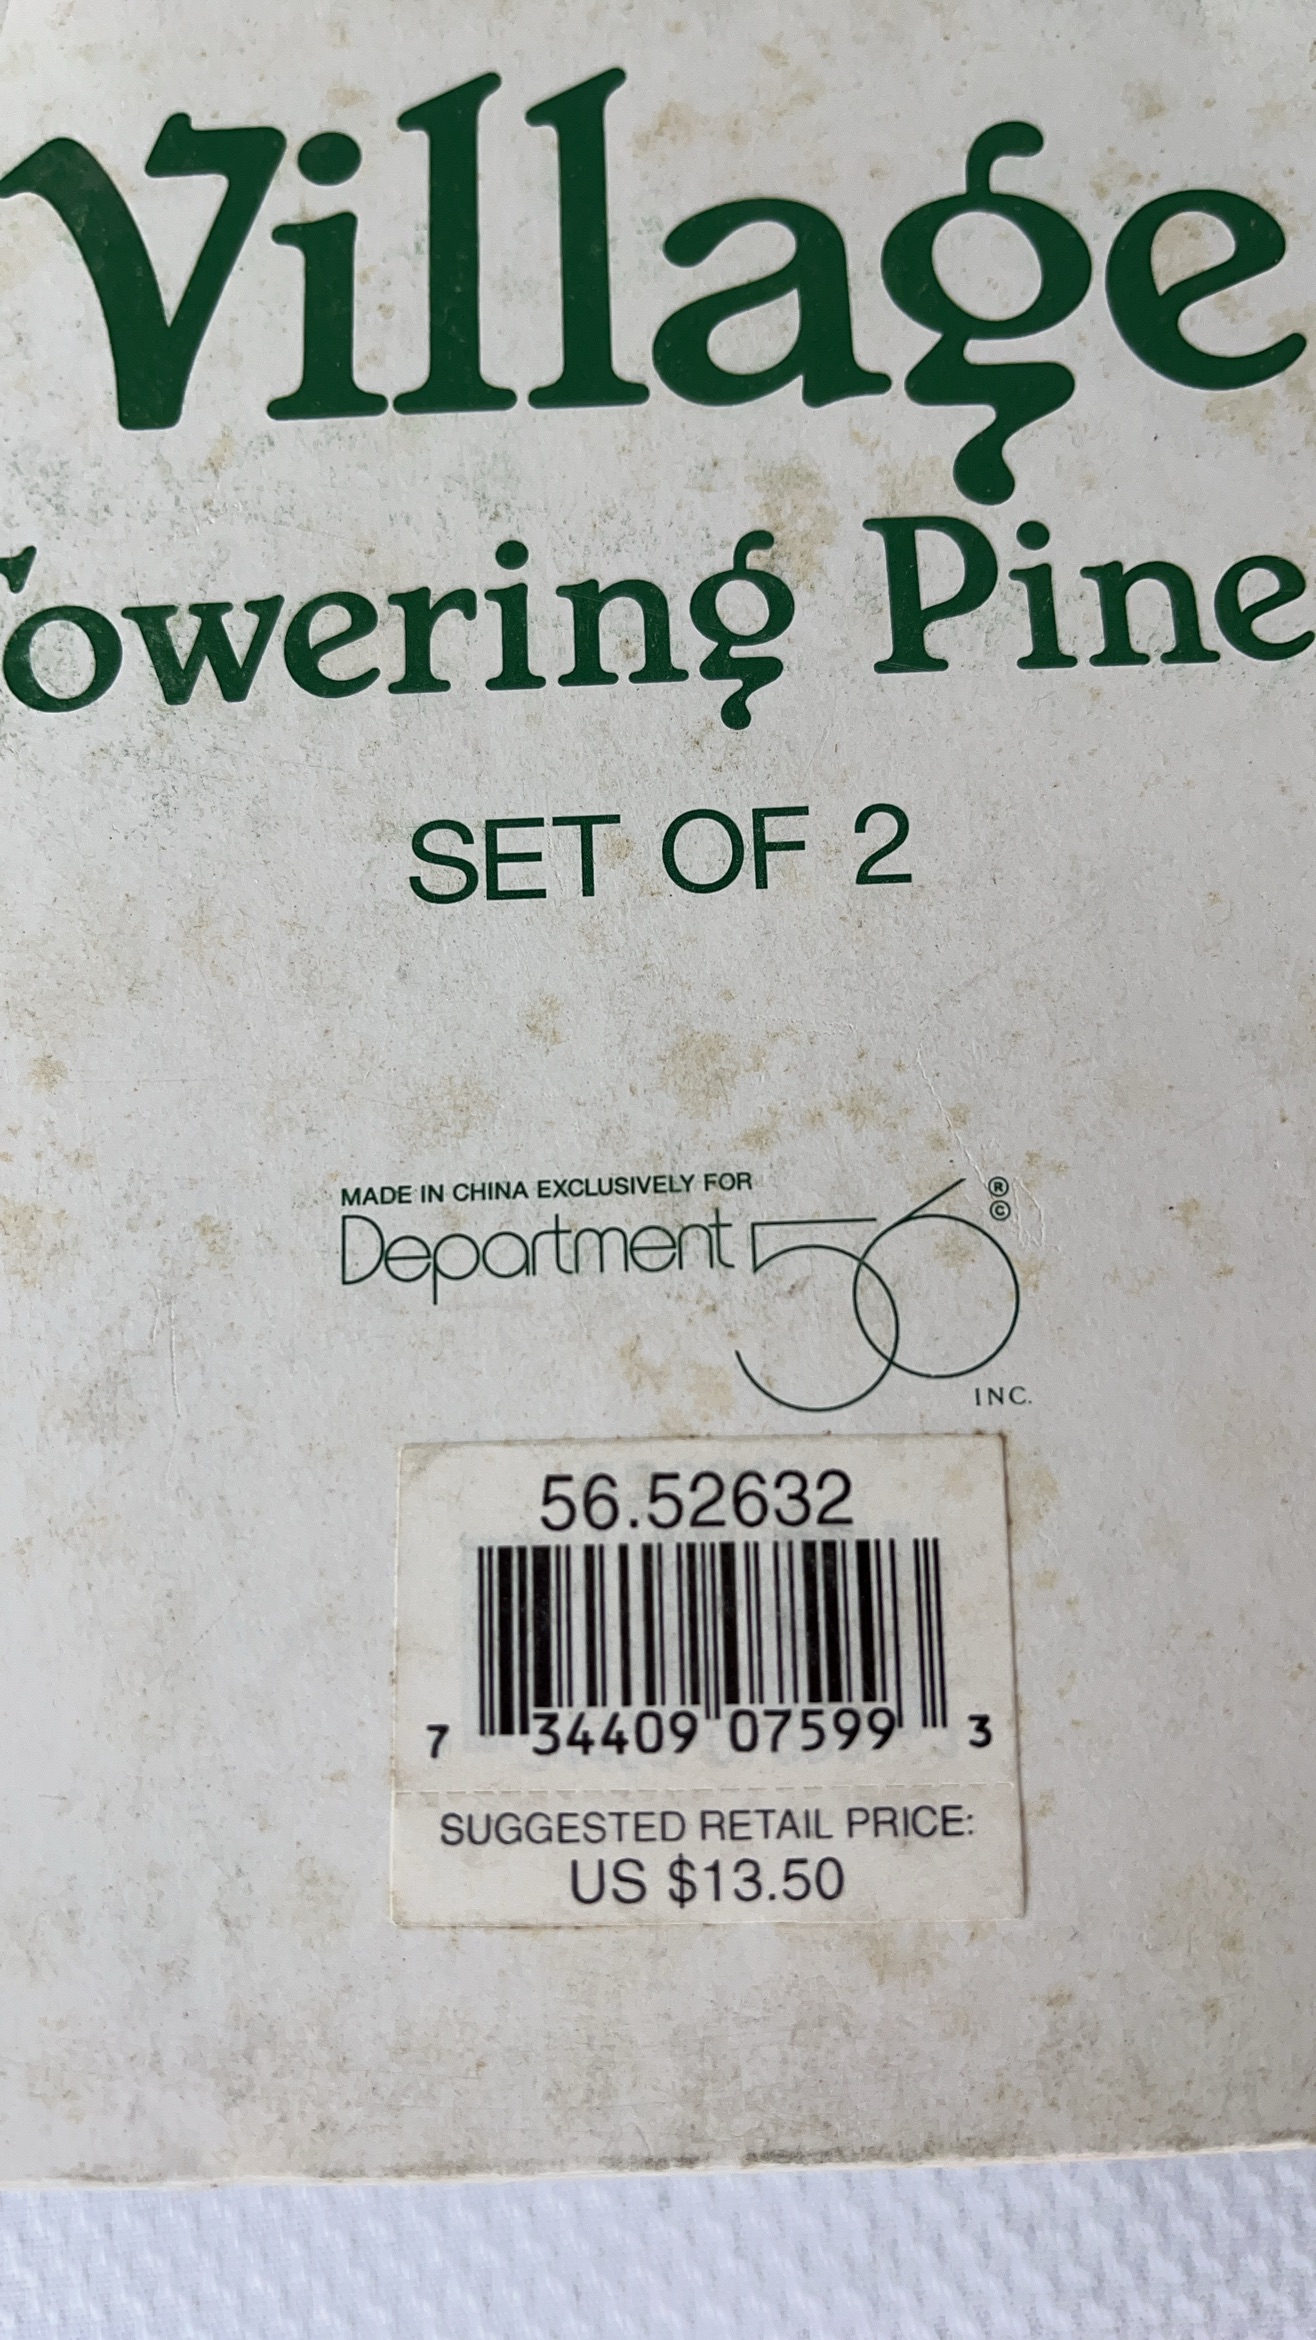 Village
Towering Pine
SET OF 2
MADE IN CHINA EXCLUSIVELY FOR
Department 56 ® ©
INC.
56.52632
7 34409 07599 3
SUGGESTED RETAIL PRICE:
US $13.50